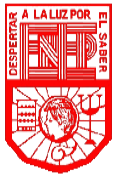 DESPERTAR A LA LUZ POR EL SABER
ENP